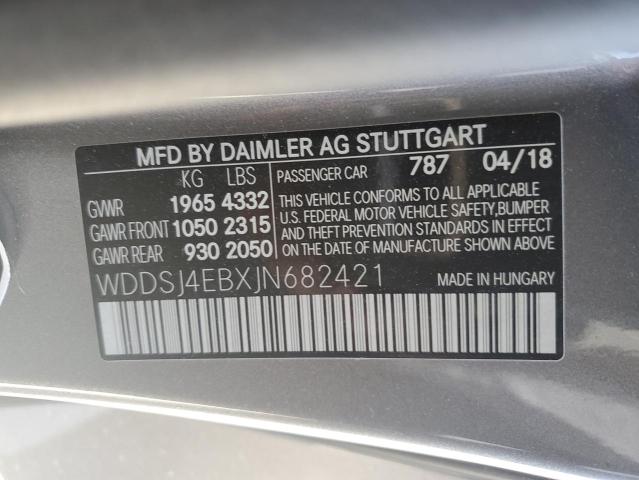 MFD BY DAIMLER AG STUTTGART
KG LBS PASSENGER CAR 787 04/18
GVWR 1965 4332
GAWR FRONT 1050 2315
GAWR REAR 930 2050
THIS VEHICLE CONFORMS TO ALL APPLICABLE
U.S. FEDERAL MOTOR VEHICLE SAFETY,BUMPER
AND THEFT PREVENTION STANDARDS IN EFFECT
ON THE DATE OF MANUFACTURE SHOWN ABOVE
WDDSJ4EBXJN682421 MADE IN HUNGARY